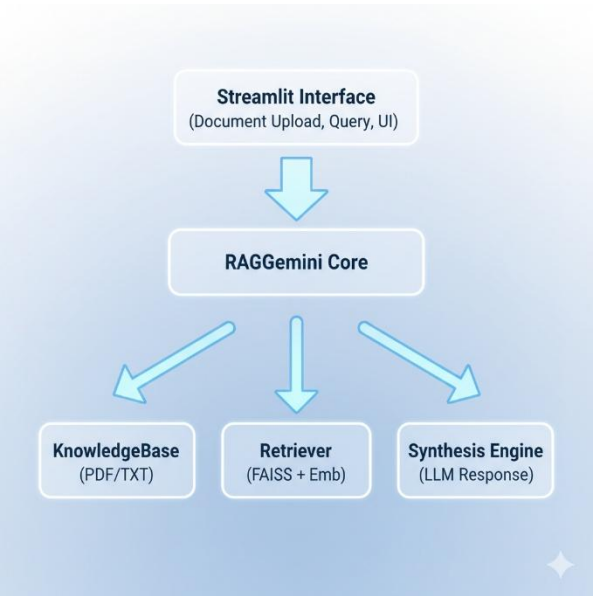 Streamlit Interface
(Document Upload, Query, UI)
RAGGemini Core
KnowledgeBase
(PDF/TXT)
Retriever
(FAISS + Emb)
Synthesis Engine
(LLM Response)